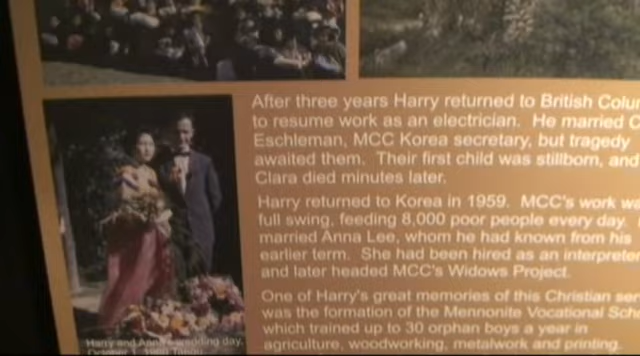 After three years Harry returned to British
to resume work as an electrician. He married
Eschleman, MCC Korea secretary, but tragedy
awaited them. Their first child was stillborn, and
Clara died minutes later.
Harry returned to Korea in 1959. MCC's work
full swing, feeding 8,000 poor people every day.
married Anna Lee, whom he had known from his
earlier term. She had been hired as an interpreter
and later headed MCC's Widows Project.
One of Harry's great memories of this Christian
was the formation of the Mennonite Vocational
which trained up to 30 orphan boys a year in
agriculture, woodworking, metalwork and printing.
Harry and Anna's wedding day,
October 1, 1960